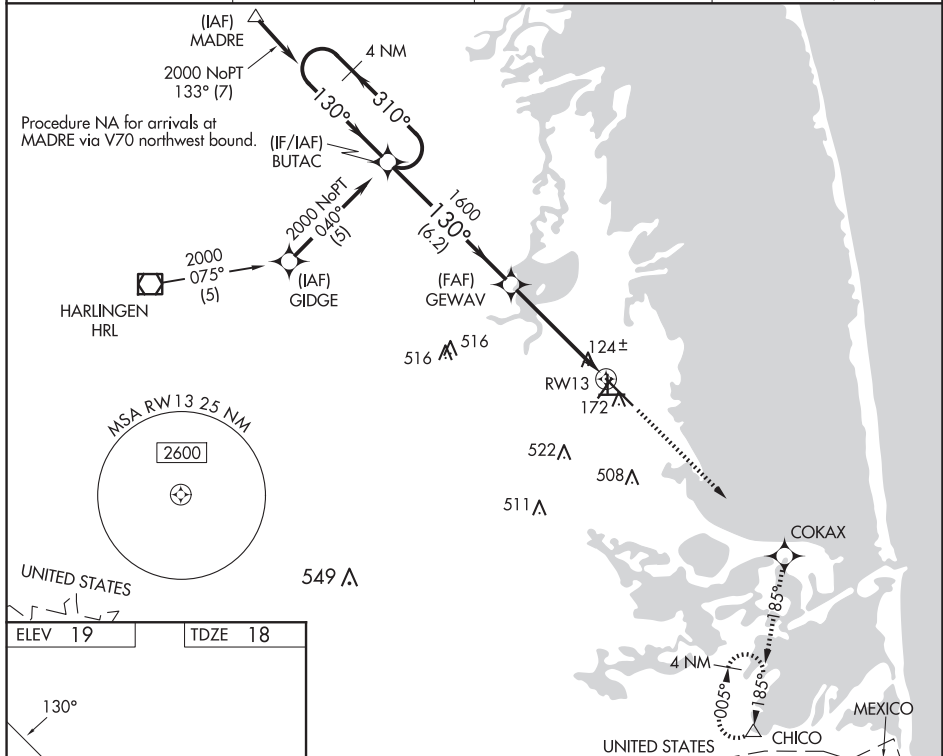 (IAF)
MADRE
2000 NoPT
133° (7)
4 NM
130°
310°
Procedure NA for arrivals at
MADRE via V70 northwest bound.
(IF/IAF)
BUTAC
2000 NoPT
040°
(5)
1600
130°
(6.2)
2000
075°
(5)
(IAF)
GIDGE
HARLINGEN
HRL
(FAF)
GEWAV
516
516
124±
RW13
172
MSA RW13 25 NM
2600
522
508
511
COKAX
549
UNITED STATES
185°
ELEV 19
TDZE 18
4 NM
005°
185°
130°
MEXICO
CHICO
UNITED STATES